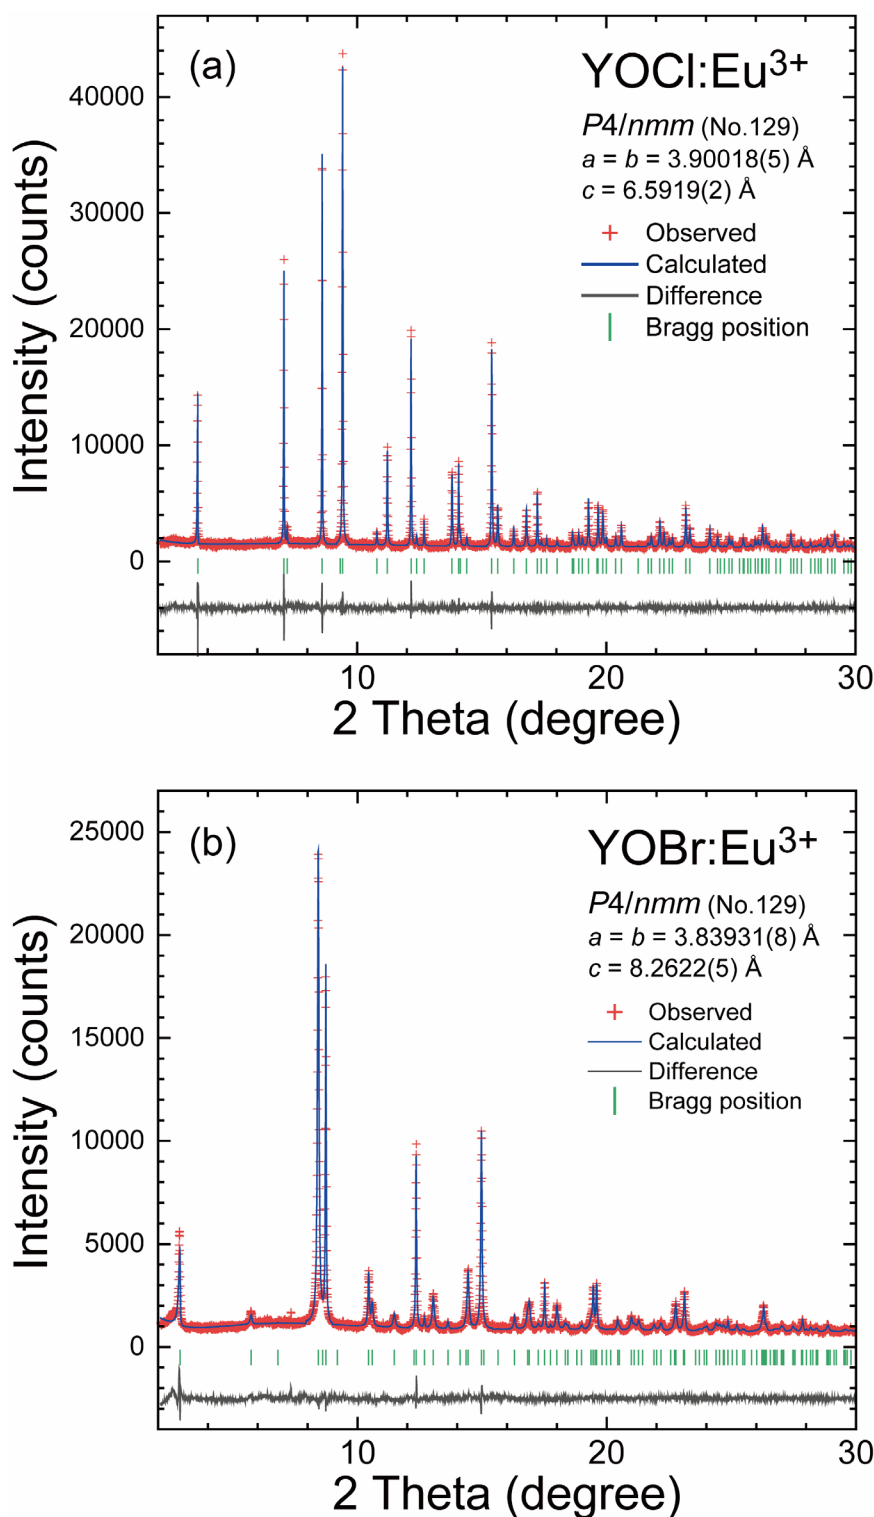 (a)
YOCl:Eu³⁺
P4/nmm (No.129)
a = b = 3.90018(5) Å
c = 6.5919(2) Å
Observed
Calculated
Difference
Bragg position
Intensity (counts)
40000
30000
20000
10000
0
10
20
30
2 Theta (degree)
(b)
YOBr:Eu³⁺
P4/nmm (No.129)
a = b = 3.83931(8) Å
c = 8.2622(5) Å
Observed
Calculated
Difference
Bragg position
Intensity (counts)
25000
20000
15000
10000
5000
0
10
20
30
2 Theta (degree)